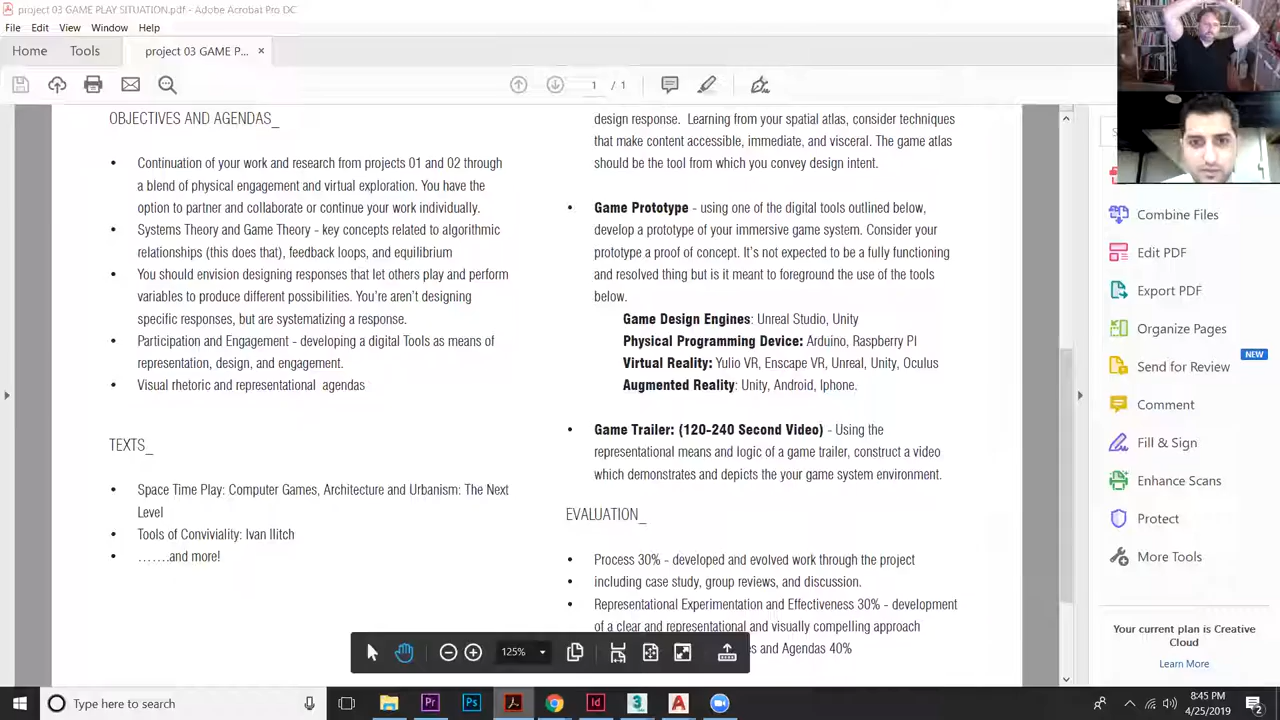 project 03 GAME PLAY SITUATION.pdf - Adobe Acrobat Pro DC
File Edit View Window Help
Home Tools project 03 GAME P... ×
1 / 1
OBJECTIVES AND AGENDAS_
• Continuation of your work and research from projects 01 and 02 through
a blend of physical engagement and virtual exploration. You have the
option to partner and collaborate or continue your work individually.
• Systems Theory and Game Theory - key concepts related to algorithmic
relationships (this does that), feedback loops, and equilibrium
• You should envision designing responses that let others play and perform
variables to produce different possibilities. You're aren't designing
specific responses, but are systematizing a response.
• Participation and Engagement - developing a digital Tools as means of
representation, design, and engagement.
• Visual rhetoric and representational agendas
TEXTS_
• Space Time Play: Computer Games, Architecture and Urbanism: The Next
Level
• Tools of Conviviality: Ivan Ilitch
• .......and more!
design response. Learning from your spatial atlas, consider techniques
that make content accessible, immediate, and visceral. The game atlas
should be the tool from which you convey design intent.
• Game Prototype - using one of the digital tools outlined below,
develop a prototype of your immersive game system. Consider your
prototype a proof of concept. It's not expected to be a fully functioning
and resolved thing but is it meant to foreground the use of the tools
below.
Game Design Engines: Unreal Studio, Unity
Physical Programming Device: Arduino, Raspberry PI
Virtual Reality: Yulio VR, Enscape VR, Unreal, Unity, Oculus
Augmented Reality: Unity, Android, Iphone.
• Game Trailer: (120-240 Second Video) - Using the
representational means and logic of a game trailer, construct a video
which demonstrates and depicts the your game system environment.
EVALUATION_
• Process 30% - developed and evolved work through the project
• including case study, group reviews, and discussion.
• Representational Experimentation and Effectiveness 30% - development
of a clear and representational and visually compelling approach
s and Agendas 40%
125%
Combine Files
Edit PDF
Export PDF
Organize Pages
NEW
Send for Review
Comment
Fill & Sign
Enhance Scans
Protect
More Tools
Your current plan is Creative
Cloud
Learn More
Type here to search
Pr Ps Id 3 A
8:45 PM
4/25/2019
2